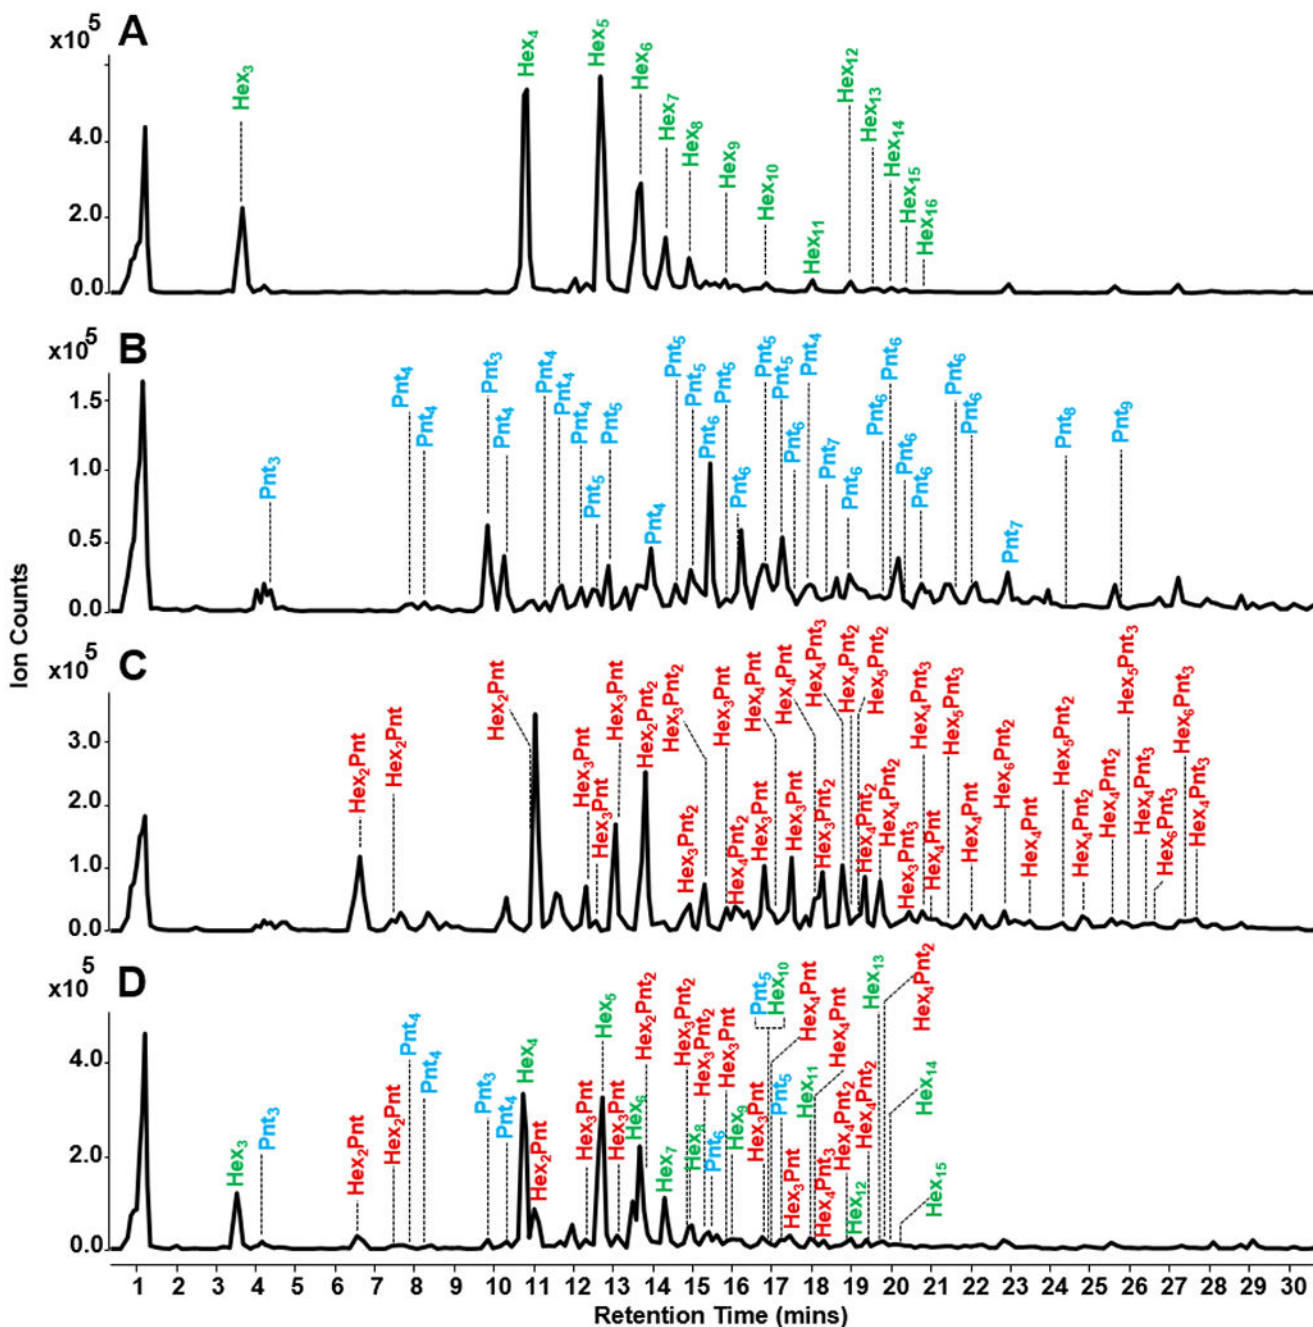 A
x10⁵
4.0
2.0
0.0
Hex₃
Hex₄
Hex₅
Hex₆
Hex₇
Hex₈
Hex₉
Hex₁₀
Hex₁₁
Hex₁₂
Hex₁₃
Hex₁₄
Hex₁₅
Hex₁₆
B
x10⁵
1.5
1.0
0.5
0.0
Pnt₃
Pnt₄
Pnt₄
Pnt₃
Pnt₄
Pnt₄
Pnt₄
Pnt₄
Pnt₅
Pnt₅
Pnt₄
Pnt₅
Pnt₅
Pnt₆
Pnt₅
Pnt₆
Pnt₅
Pnt₅
Pnt₆
Pnt₄
Pnt₇
Pnt₆
Pnt₆
Pnt₆
Pnt₆
Pnt₆
Pnt₆
Pnt₆
Pnt₇
Pnt₈
Pnt₉
Ion Counts
C
x10⁵
3.0
2.0
1.0
0.0
Hex₂Pnt
Hex₂Pnt
Hex₂Pnt
Hex₃Pnt
Hex₃Pnt
Hex₃Pnt
Hex₂Pnt₂
Hex₃Pnt₂
Hex₃Pnt₂
Hex₃Pnt
Hex₄Pnt₂
Hex₃Pnt
Hex₄Pnt
Hex₃Pnt
Hex₄Pnt
Hex₃Pnt₂
Hex₄Pnt₃
Hex₄Pnt₂
Hex₅Pnt₂
Hex₄Pnt₂
Hex₄Pnt₂
Hex₃Pnt₃
Hex₄Pnt₃
Hex₄Pnt
Hex₅Pnt₃
Hex₄Pnt
Hex₆Pnt₂
Hex₄Pnt
Hex₅Pnt₂
Hex₄Pnt₂
Hex₄Pnt₂
Hex₅Pnt₃
Hex₄Pnt₃
Hex₆Pnt₃
Hex₆Pnt₃
Hex₄Pnt₃
D
x10⁵
4.0
2.0
0.0
Hex₃
Pnt₃
Hex₂Pnt
Hex₂Pnt
Pnt₄
Pnt₄
Pnt₃
Pnt₄
Hex₄
Hex₂Pnt
Hex₃Pnt
Hex₅
Hex₃Pnt
Hex₆
Hex₂Pnt₂
Hex₇
Hex₃Pnt₂
Hex₈
Hex₃Pnt₂
Pnt₆
Hex₃Pnt
Hex₉
Hex₃Pnt
Pnt₅
Hex₁₀
Hex₄Pnt
Pnt₅
Hex₃Pnt
Hex₁₁
Hex₄Pnt
Hex₄Pnt₃
Hex₄Pnt₂
Hex₁₂
Hex₄Pnt₂
Hex₁₃
Hex₄Pnt₂
Hex₁₄
Hex₁₅
1 2 3 4 5 6 7 8 9 10 11 12 13 14 15 16 17 18 19 20 21 22 23 24 25 26 27 28 29 30
Retention Time (mins)